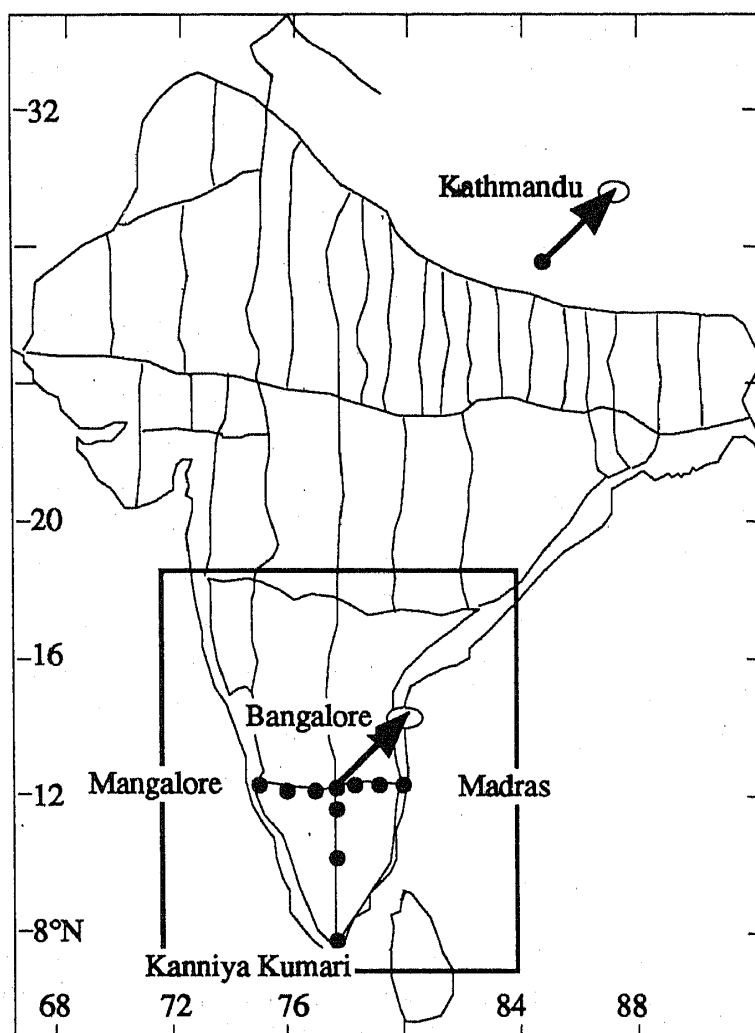 32
Kathmandu
20
16
Bangalore
Mangalore
Madras
12
8°N
Kanniya Kumari
68 72 76 84 88